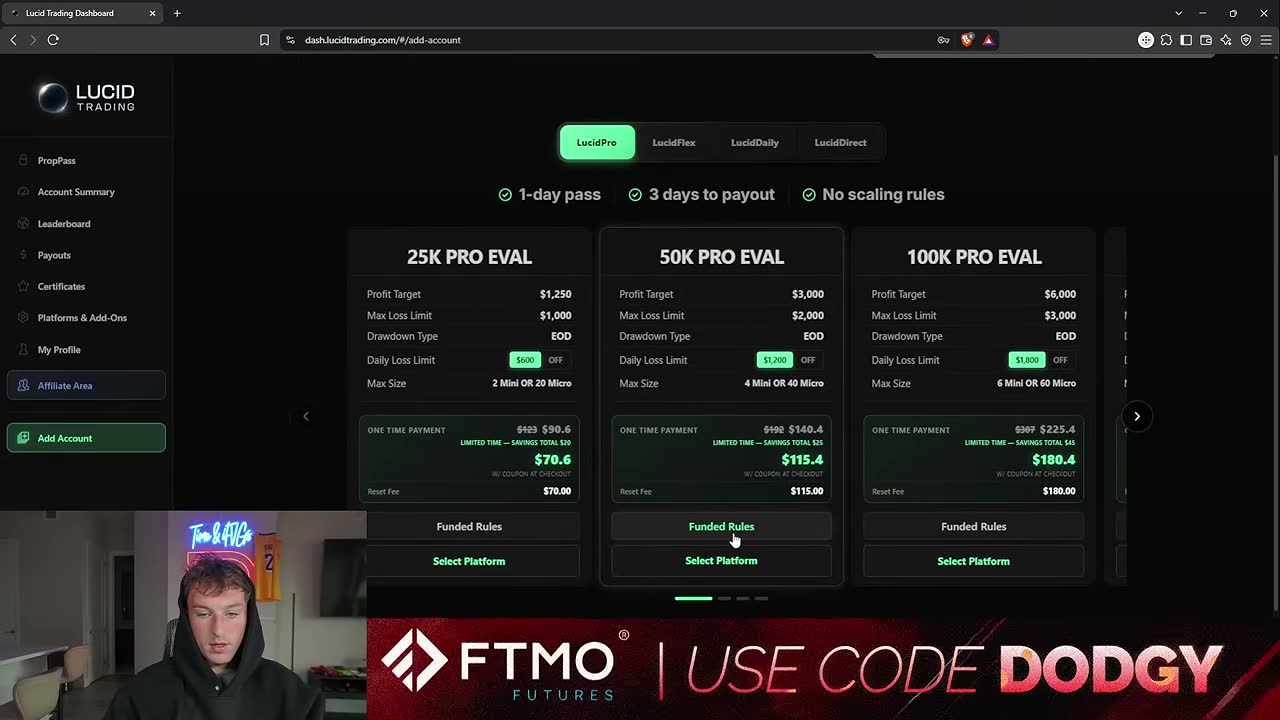 Lucid Trading Dashboard
dash.lucidtrading.com/#/add-account
LUCID
TRADING
PropPass
Account Summary
Leaderboard
Payouts
Certificates
Platforms & Add-Ons
My Profile
Affiliate Area
Add Account
LucidPro LucidFlex LucidDaily LucidDirect
1-day pass 3 days to payout No scaling rules
25K PRO EVAL
Profit Target $1,250
Max Loss Limit $1,000
Drawdown Type EOD
Daily Loss Limit $600 OFF
Max Size 2 Mini OR 20 Micro
ONE TIME PAYMENT $123 $90.6
LIMITED TIME — SAVINGS TOTAL $20
$70.6
W/ COUPON AT CHECKOUT
Reset Fee $70.00
Funded Rules
Select Platform
50K PRO EVAL
Profit Target $3,000
Max Loss Limit $2,000
Drawdown Type EOD
Daily Loss Limit $1,200 OFF
Max Size 4 Mini OR 40 Micro
ONE TIME PAYMENT $192 $140.4
LIMITED TIME — SAVINGS TOTAL $25
$115.4
W/ COUPON AT CHECKOUT
Reset Fee $115.00
Funded Rules
Select Platform
100K PRO EVAL
Profit Target $6,000
Max Loss Limit $3,000
Drawdown Type EOD
Daily Loss Limit $1,800 OFF
Max Size 6 Mini OR 60 Micro
ONE TIME PAYMENT $307 $225.4
LIMITED TIME — SAVINGS TOTAL $45
$180.4
W/ COUPON AT CHECKOUT
Reset Fee $180.00
Funded Rules
Select Platform
Time & AVGs
FTMO®
FUTURES
USE CODE DODGY